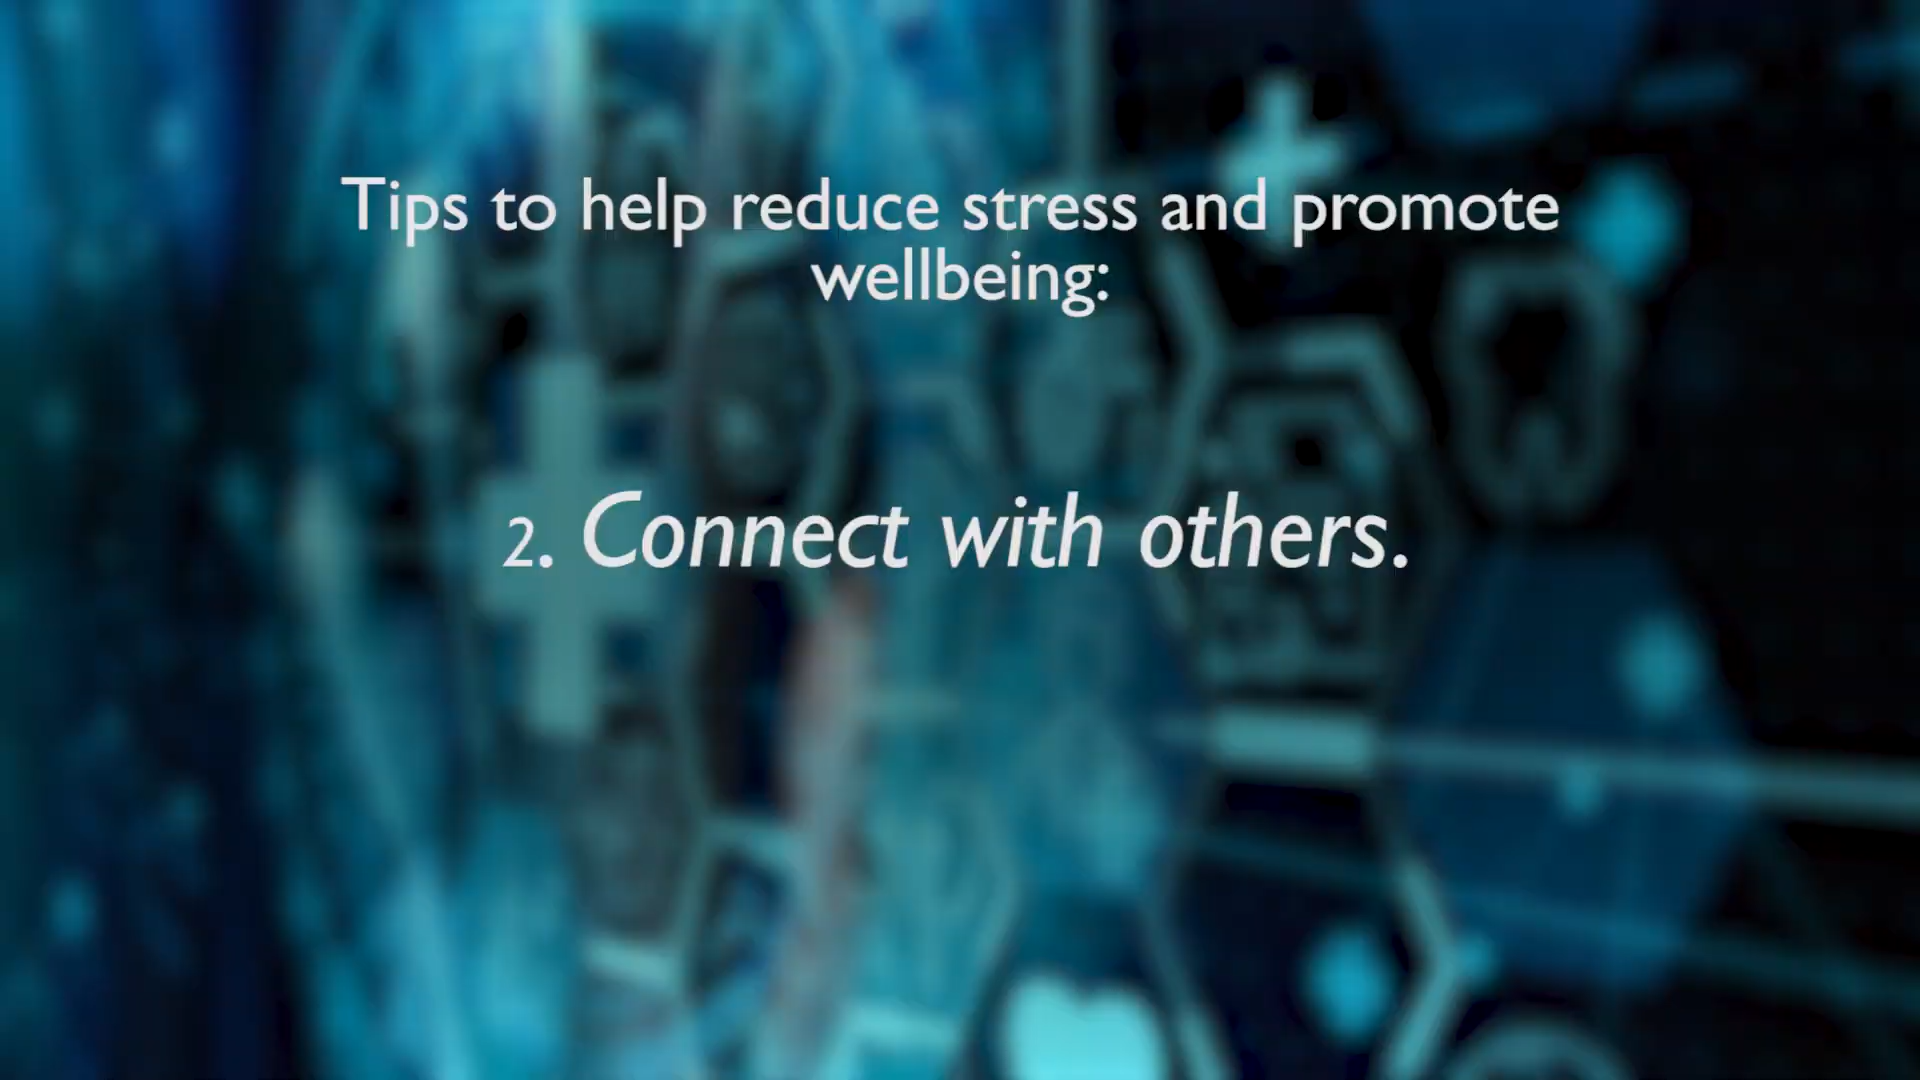 Tips to help reduce stress and promote
wellbeing:
2. Connect with others.